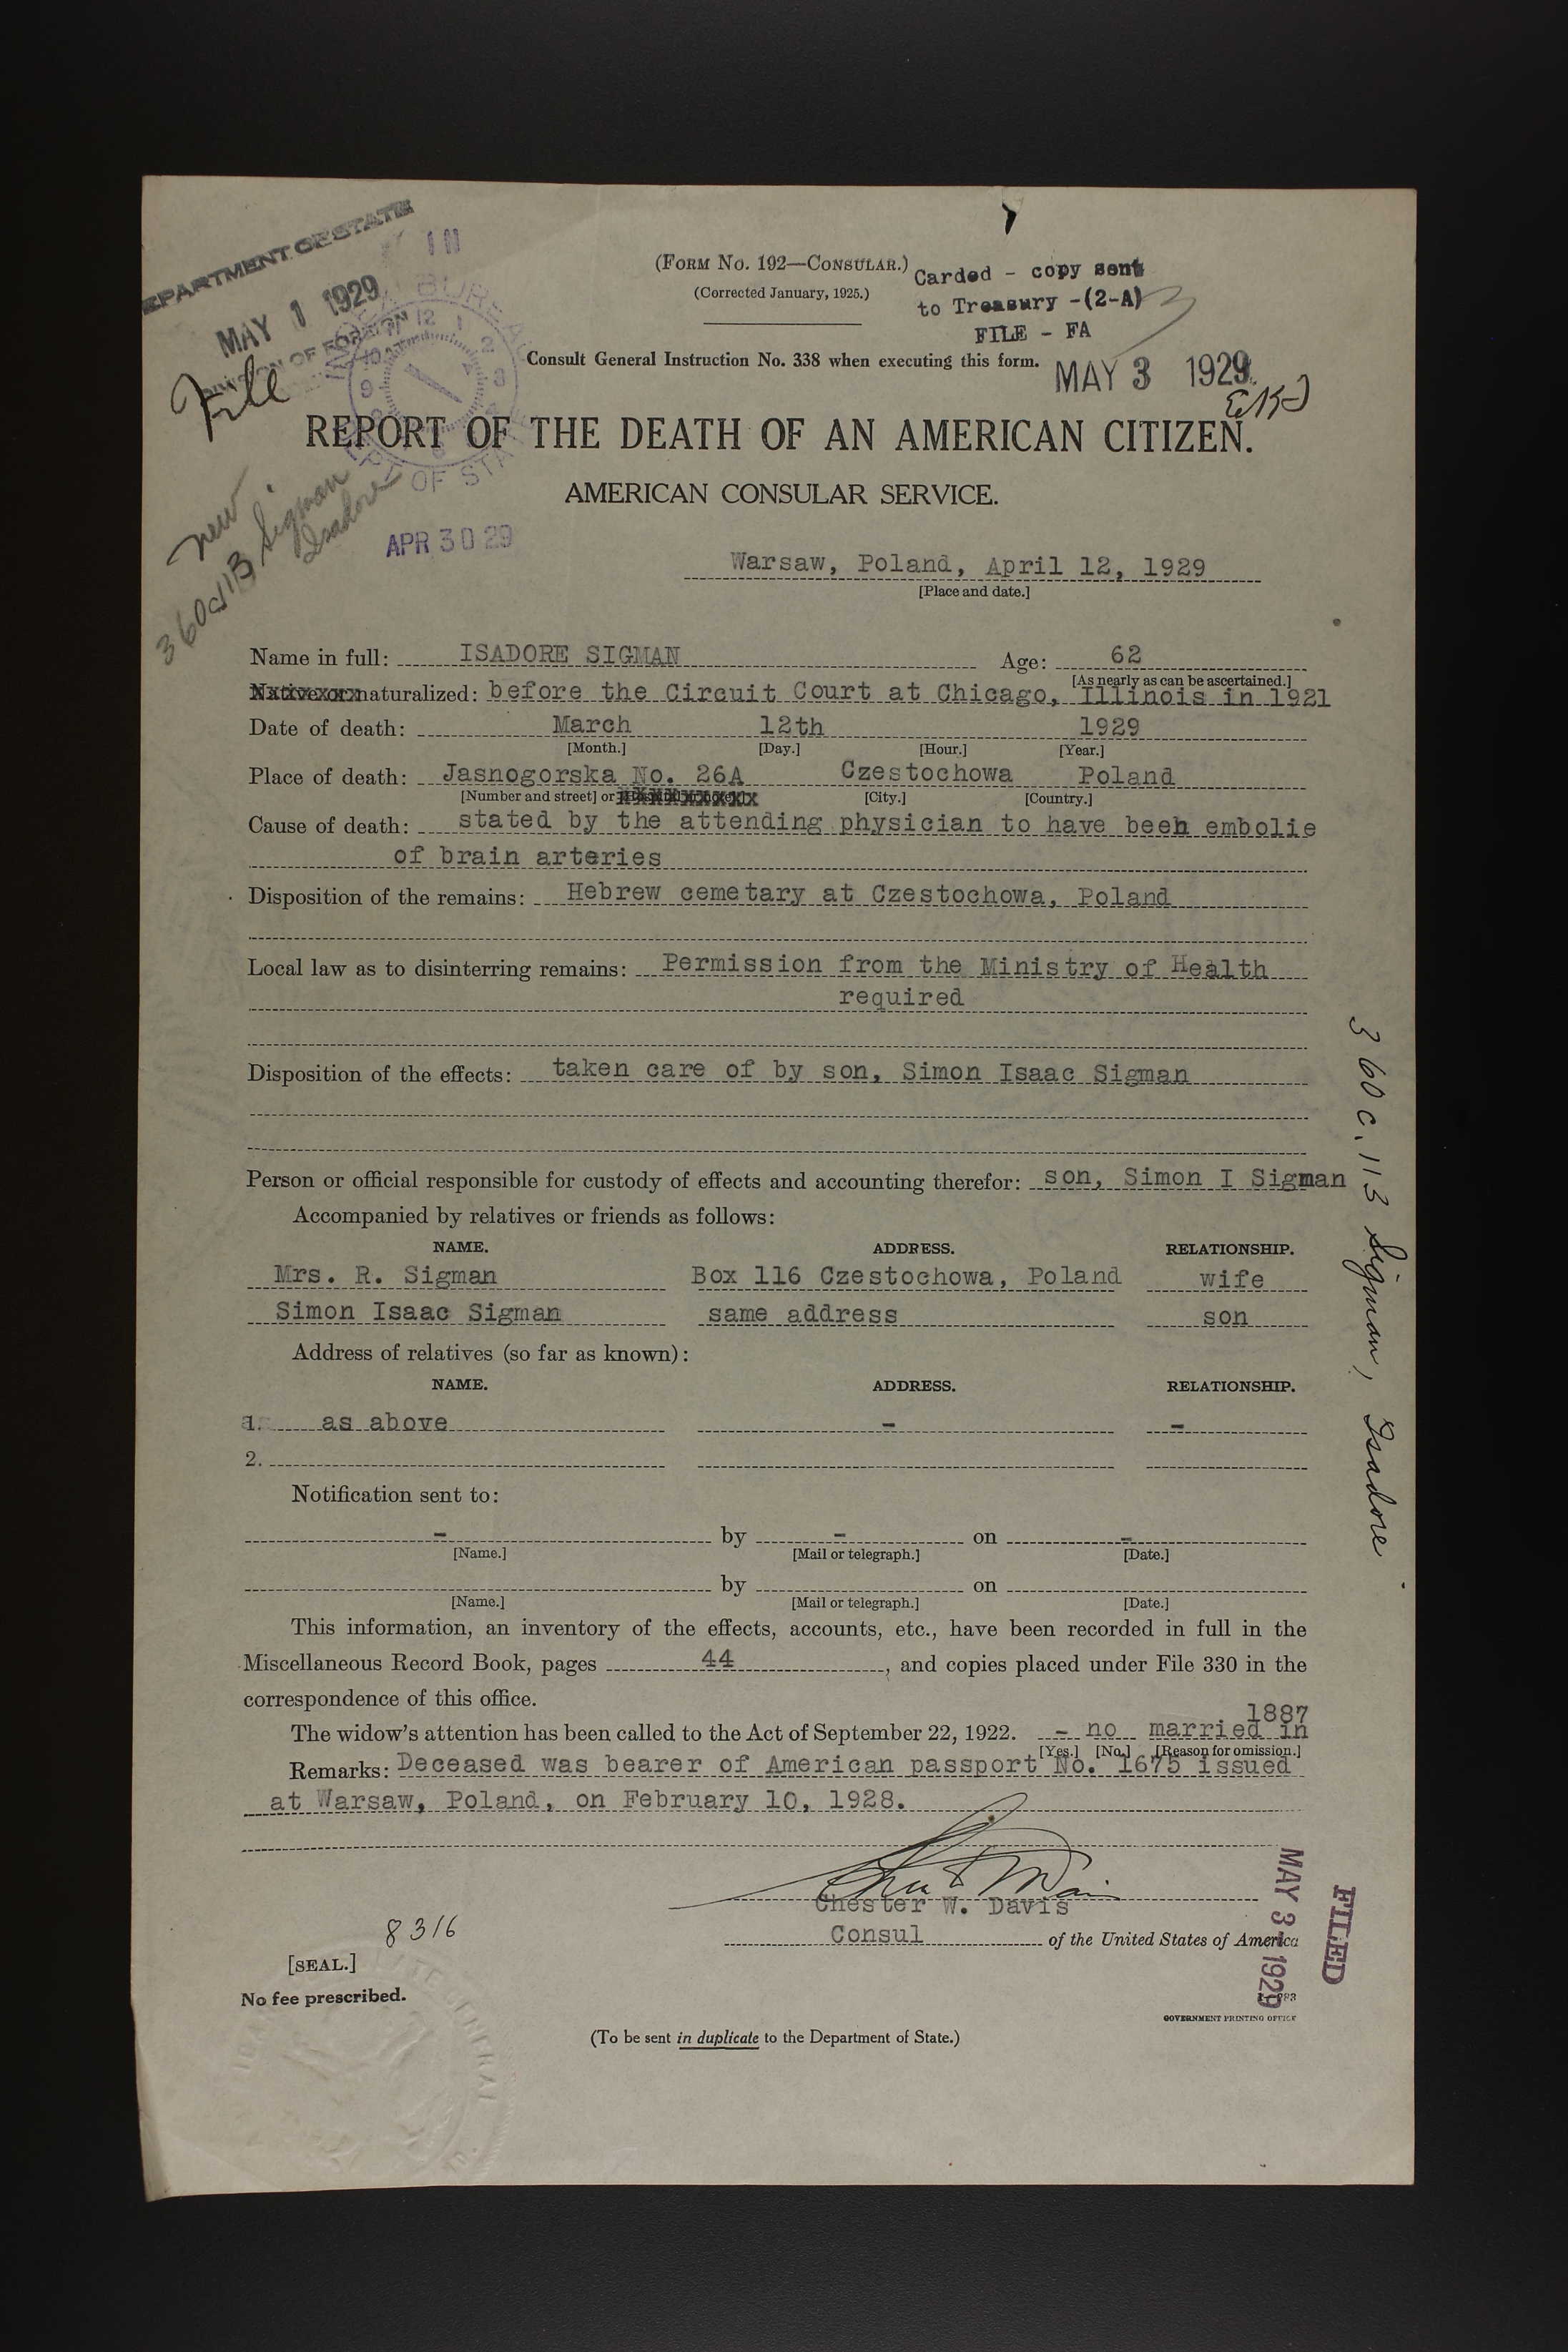 DEPARTMENT OF STATE
MAY 1 1929
DIVISION OF FOREIGN
File
(FORM NO. 192—CONSULAR.)
(Corrected January, 1925.)
Carded - copy sent
to Treasury -(2-A)
FILE - FA
Consult General Instruction No. 338 when executing this form.
MAY 3 1929
REPORT OF THE DEATH OF AN AMERICAN CITIZEN.
AMERICAN CONSULAR SERVICE.
new
360c.113 Sigman
Isadore
APR 30 29
Warsaw, Poland, April 12, 1929
[Place and date.]
Name in full: ISADORE SIGMAN Age: 62
[As nearly as can be ascertained.]
Native or naturalized: before the Circuit Court at Chicago, Illinois in 1921
Date of death: March 12th 1929
[Month.] [Day.] [Hour.] [Year.]
Place of death: Jasnogorska No. 26A Czestochowa Poland
[Number and street] or [City.] [Country.]
Cause of death: stated by the attending physician to have been embolie
of brain arteries
Disposition of the remains: Hebrew cemetary at Czestochowa, Poland
Local law as to disinterring remains: Permission from the Ministry of Health
required
Disposition of the effects: taken care of by son, Simon Isaac Sigman
Person or official responsible for custody of effects and accounting therefor: son, Simon I Sigman
Accompanied by relatives or friends as follows:
NAME. ADDRESS. RELATIONSHIP.
Mrs. R. Sigman Box 116 Czestochowa, Poland wife
Simon Isaac Sigman same address son
Address of relatives (so far as known):
NAME. ADDRESS. RELATIONSHIP.
1. as above - -
2.
Notification sent to:
- by - on -
[Name.] [Mail or telegraph.] [Date.]
by on
[Name.] [Mail or telegraph.] [Date.]
This information, an inventory of the effects, accounts, etc., have been recorded in full in the
Miscellaneous Record Book, pages 44, and copies placed under File 330 in the
correspondence of this office.
1887
The widow's attention has been called to the Act of September 22, 1922. - no married in
[Yes.] [No.] [Reason for omission.]
Remarks: Deceased was bearer of American passport No. 1675 issued
at Warsaw, Poland, on February 10, 1928.
Chester W. Davis
Consul of the United States of America
8316
[SEAL.]
No fee prescribed.
GOVERNMENT PRINTING OFFICE
(To be sent in duplicate to the Department of State.)
360c.113 Sigman, Isadore
FILED
MAY 3-1929